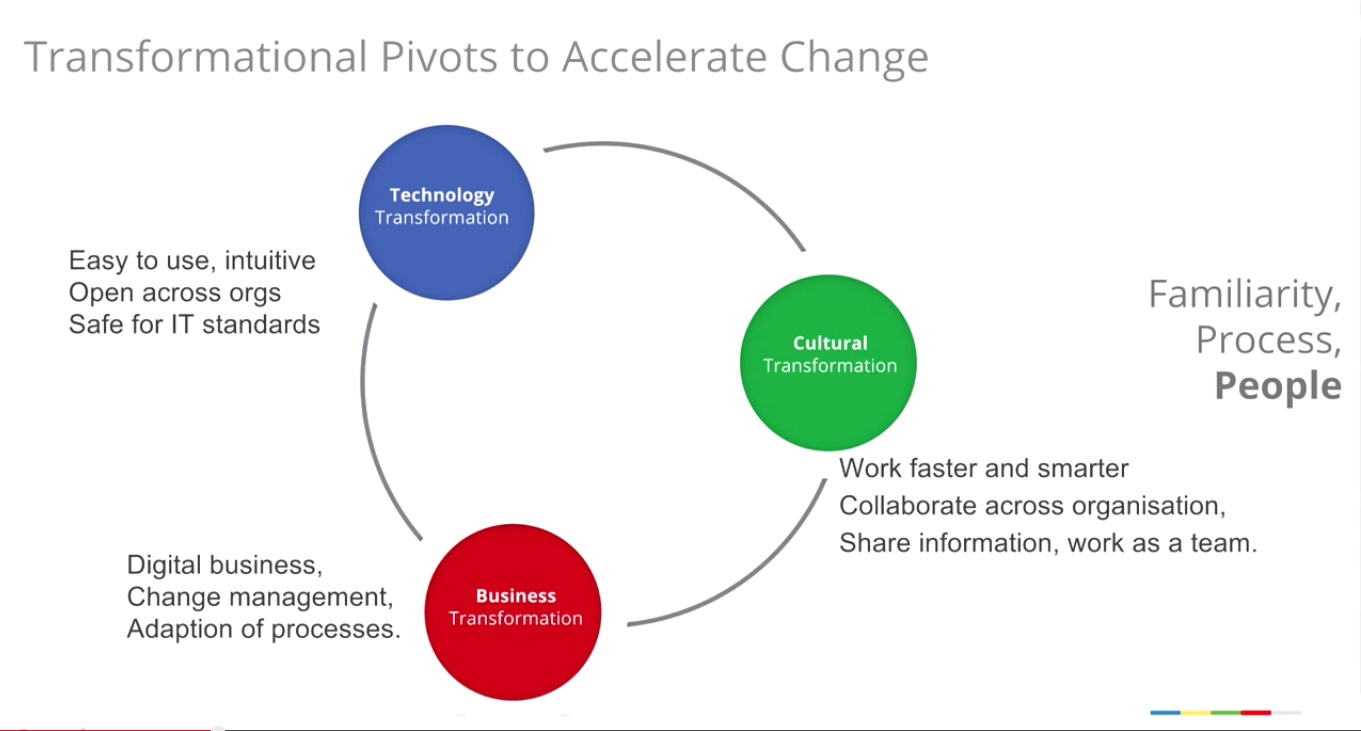 Transformational Pivots to Accelerate Change
Technology
Transformation
Easy to use, intuitive
Open across orgs
Safe for IT standards
Cultural
Transformation
Familiarity,
Process,
People
Work faster and smarter
Collaborate across organisation,
Share information, work as a team.
Digital business,
Change management,
Adaption of processes.
Business
Transformation